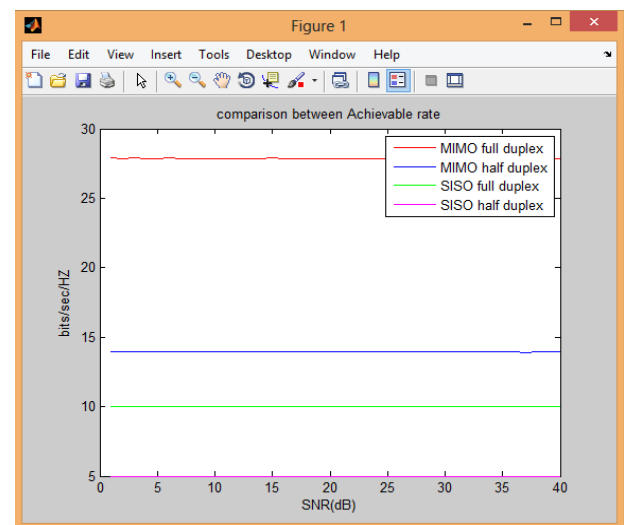 Figure 1
File Edit View Insert Tools Desktop Window Help
comparison between Achievable rate
MIMO full duplex
MIMO half duplex
SISO full duplex
SISO half duplex
30
25
20
15
10
5
bits/sec/HZ
0 5 10 15 20 25 30 35 40
SNR(dB)